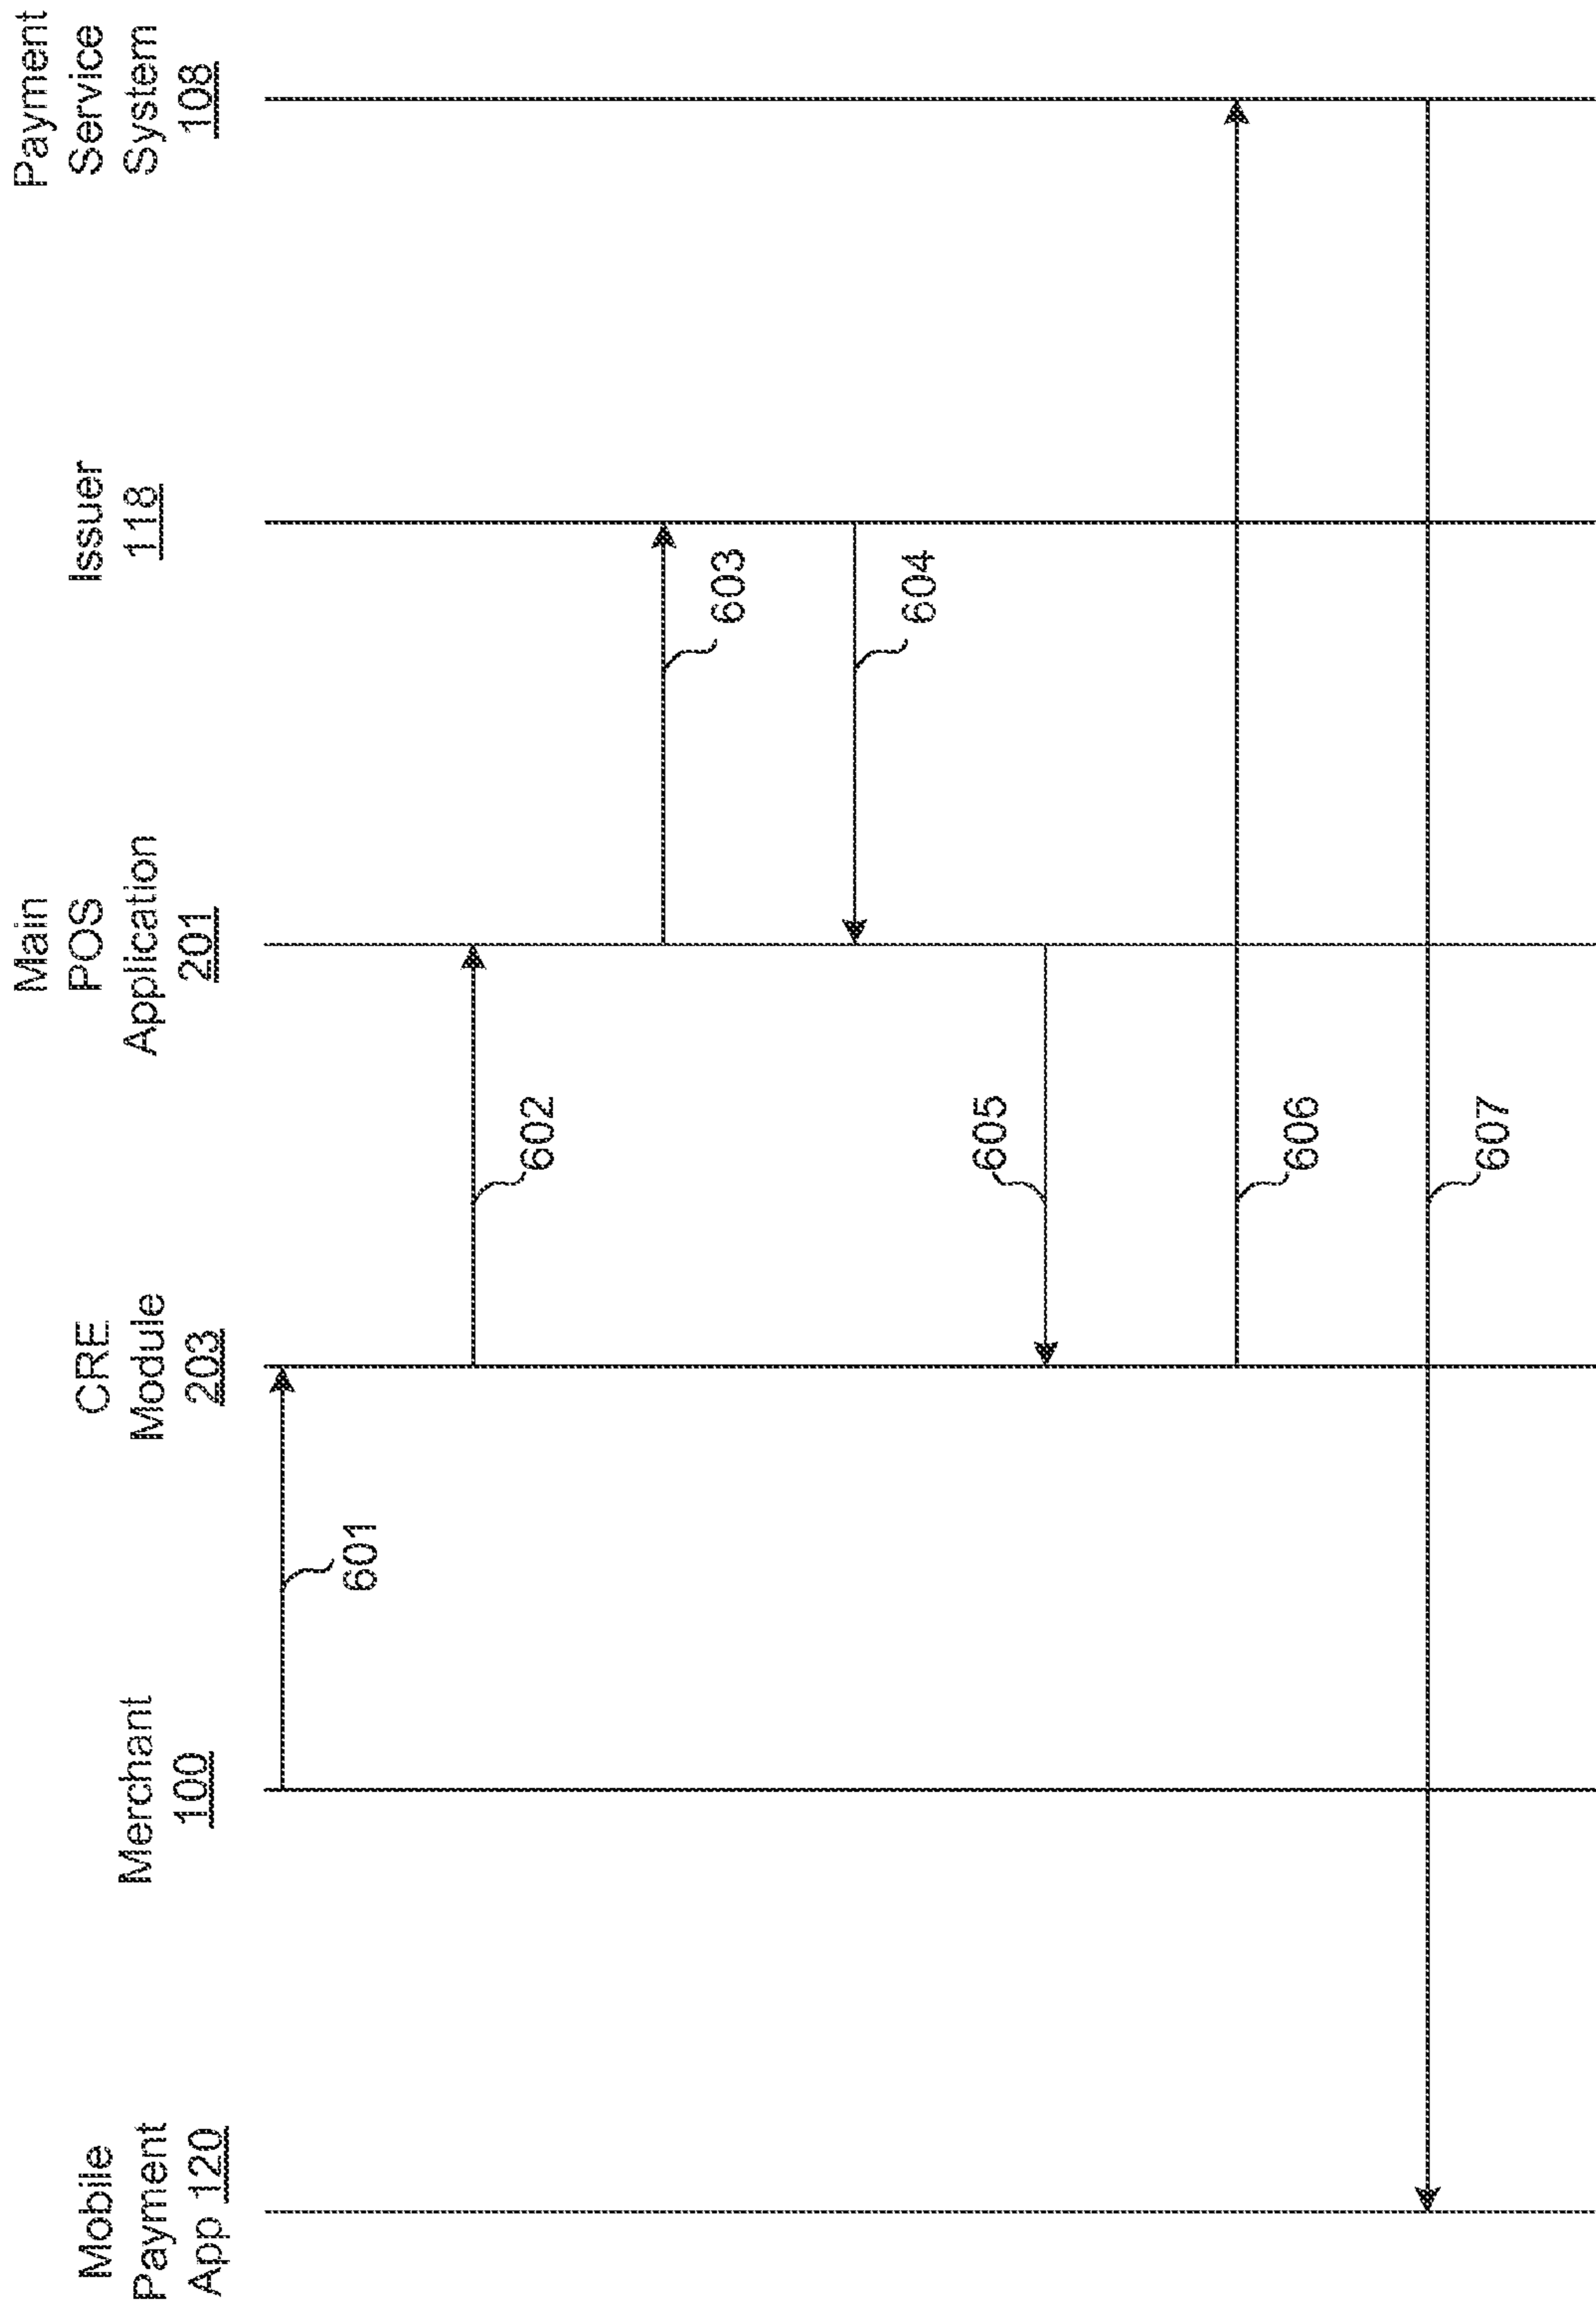 Mobile
Payment
App 120
Merchant
100
CRE
Module
203
Main
POS
Application
201
Issuer
118
Payment
Service
System
108
601
602
603
604
605
606
607